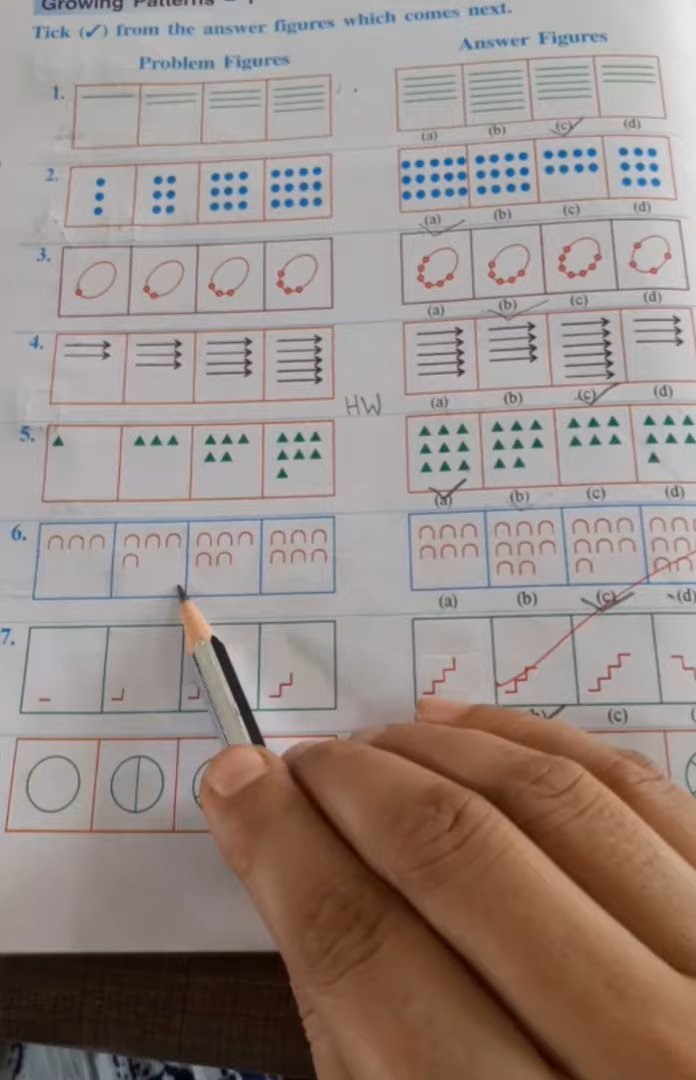 Growing Patterns – 1
Tick (✓) from the answer figures which comes next.
Problem Figures
Answer Figures
1.
(a) (b) (c) (d)
2.
(a) (b) (c) (d)
3.
(a) (b) (c) (d)
4.
HW
(a) (b) (c) (d)
5.
(a) (b) (c) (d)
6.
(a) (b) (c) (d)
7.
(c)